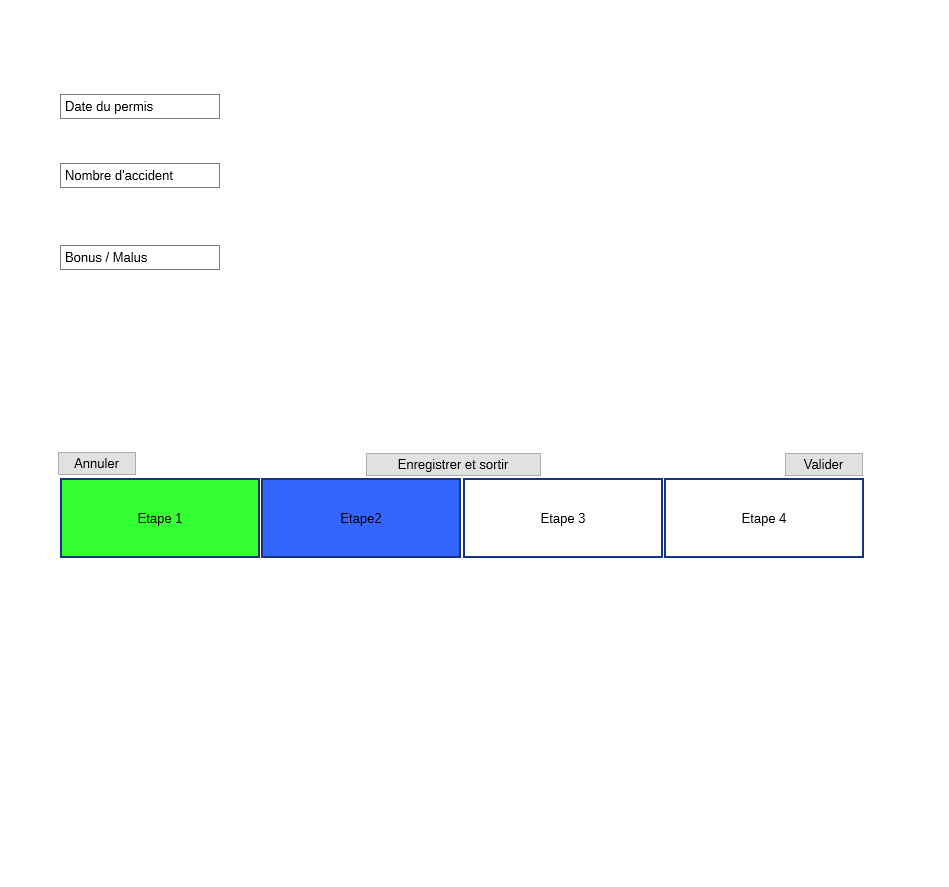 Date du permis
Nombre d'accident
Bonus / Malus
Annuler
Enregistrer et sortir
Valider
Etape 1
Etape2
Etape 3
Etape 4